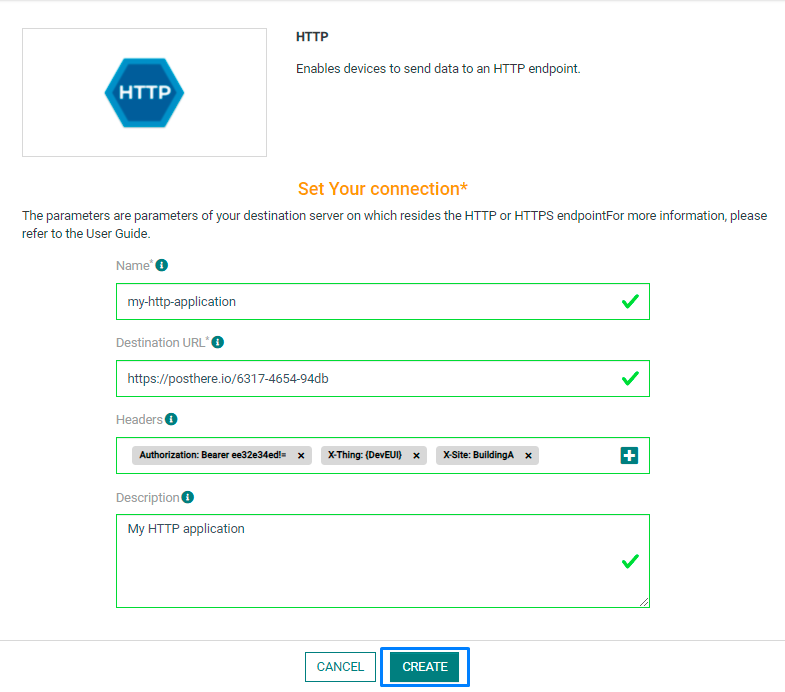 HTTP
HTTP
Enables devices to send data to an HTTP endpoint.
Set Your connection*
The parameters are parameters of your destination server on which resides the HTTP or HTTPS endpointFor more information, please
refer to the User Guide.
Name*
my-http-application
Destination URL*
https://posthere.io/6317-4654-94db
Headers
Authorization: Bearer ee32e34ed!= × X-Thing: {DevEUI} × X-Site: BuildingA ×
Description
My HTTP application
CANCEL CREATE